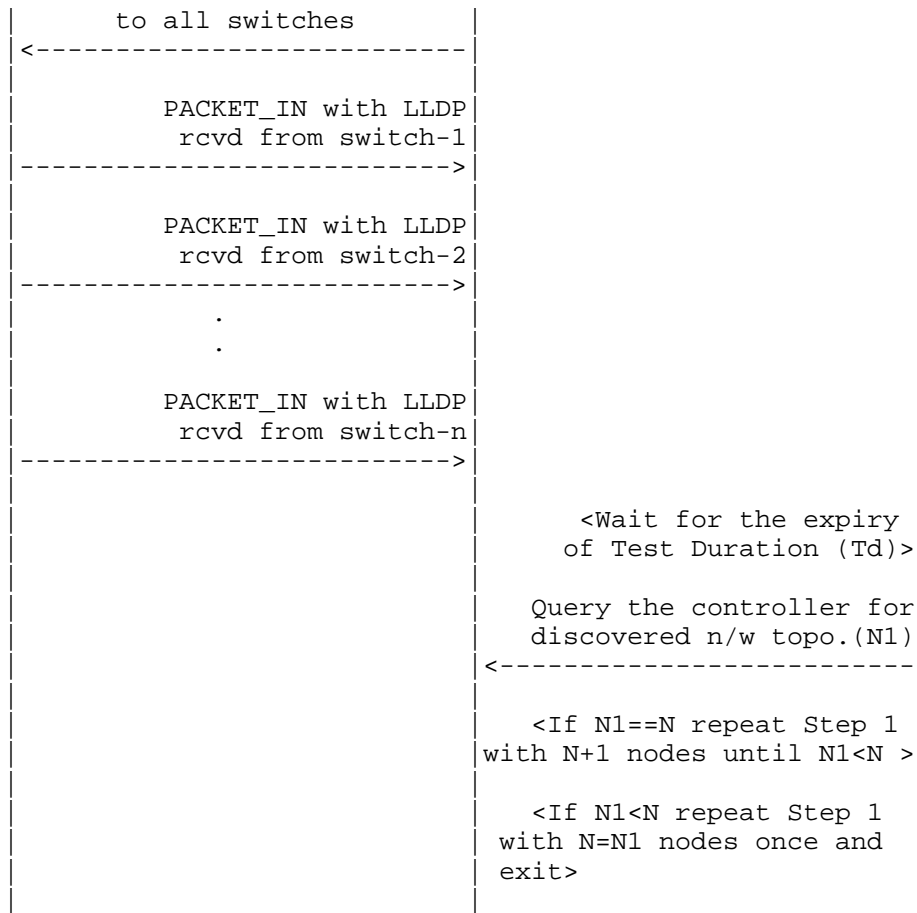 |      to all switches       |
|<---------------------------|
|                            |
|         PACKET_IN with LLDP|
|          rcvd from switch-1|
|--------------------------->|
|                            |
|         PACKET_IN with LLDP|
|          rcvd from switch-2|
|--------------------------->|
|            .               |
|            .               |
|                            |
|         PACKET_IN with LLDP|
|          rcvd from switch-n|
|--------------------------->|
|                            |
|                            |      <Wait for the expiry
|                            |     of Test Duration (Td)>
|                            |
|                            |   Query the controller for
|                            |   discovered n/w topo.(N1)
|                            |<--------------------------
|                            |
|                            |   <If N1==N repeat Step 1
|                            |with N+1 nodes until N1<N >
|                            |
|                            |   <If N1<N repeat Step 1
|                            | with N=N1 nodes once and
|                            | exit>
|                            |